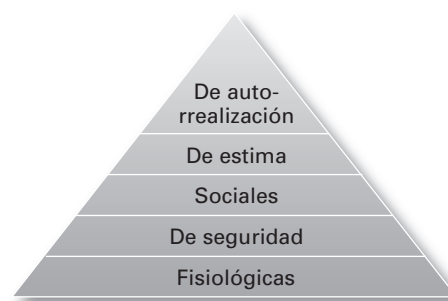 De auto-
rrealización
De estima
Sociales
De seguridad
Fisiológicas